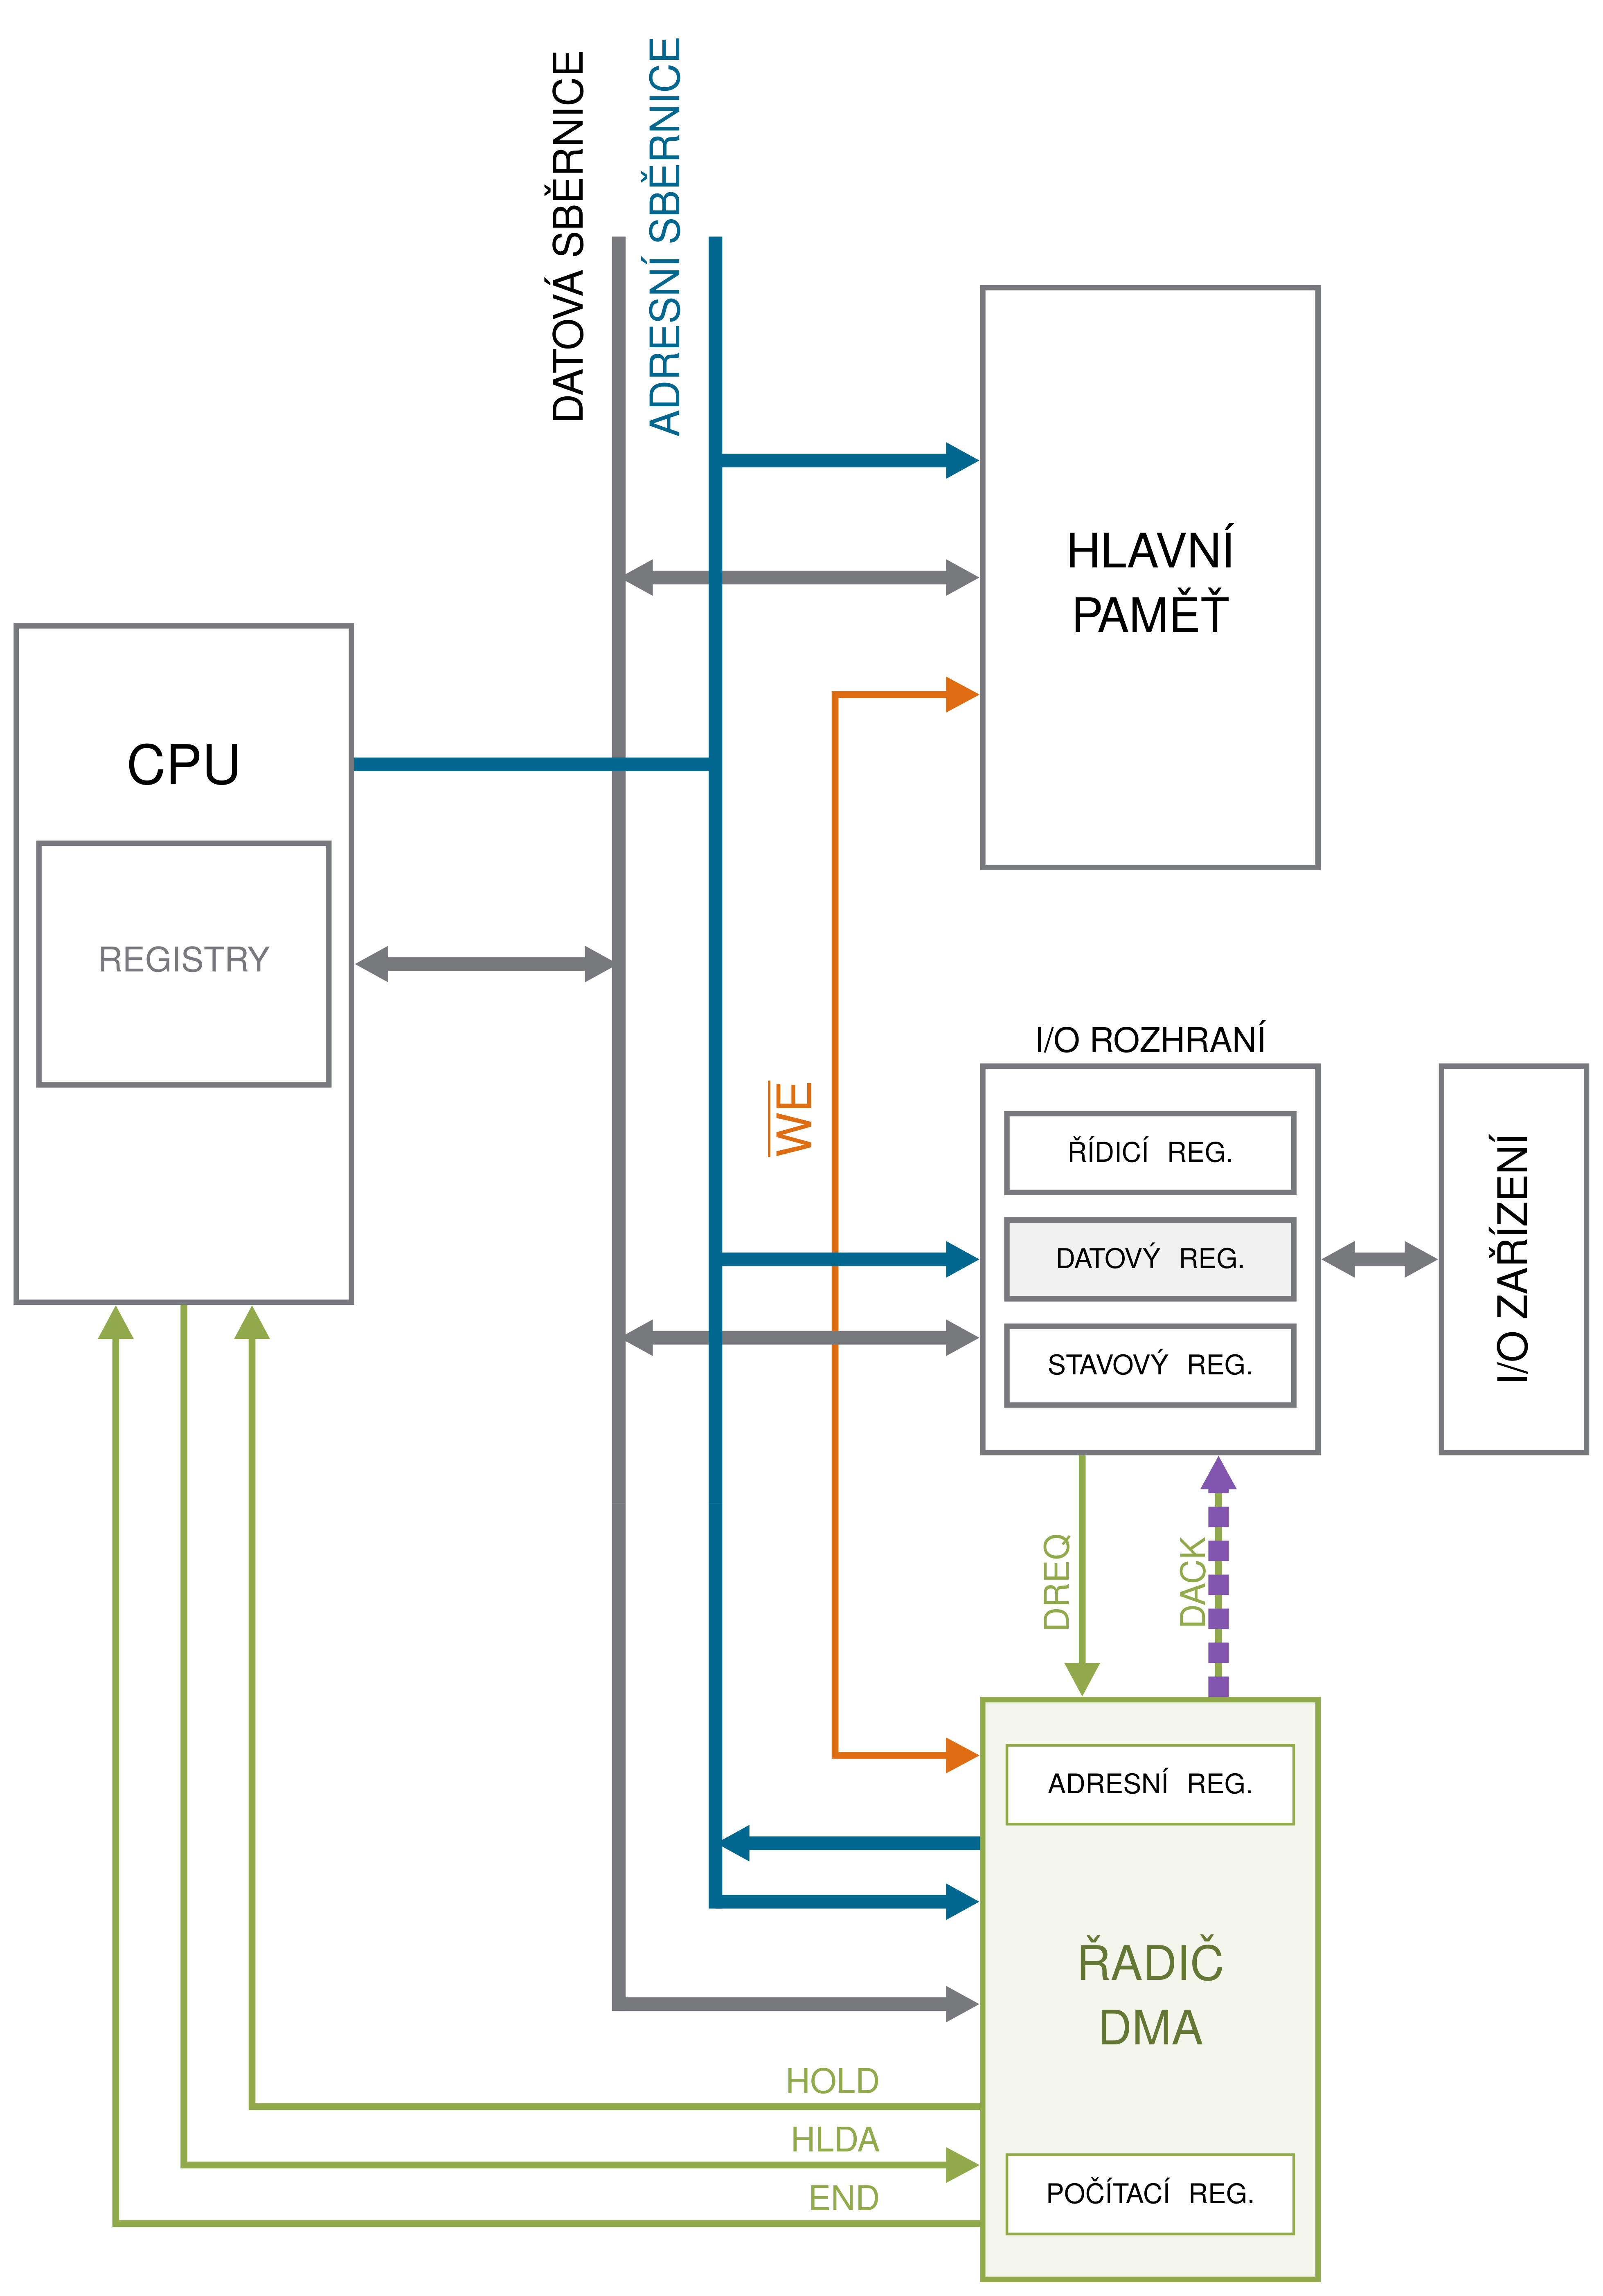 DATOVÁ SBĚRNICE
ADRESNÍ SBĚRNICE
HLAVNÍ
PAMĚŤ
CPU
REGISTRY
I/O ROZHRANÍ
WE
ŘÍDICÍ REG.
DATOVÝ REG.
STAVOVÝ REG.
I/O ZAŘÍZENÍ
DREQ
DACK
ADRESNÍ REG.
ŘADIČ
DMA
HOLD
HLDA
END
POČÍTACÍ REG.